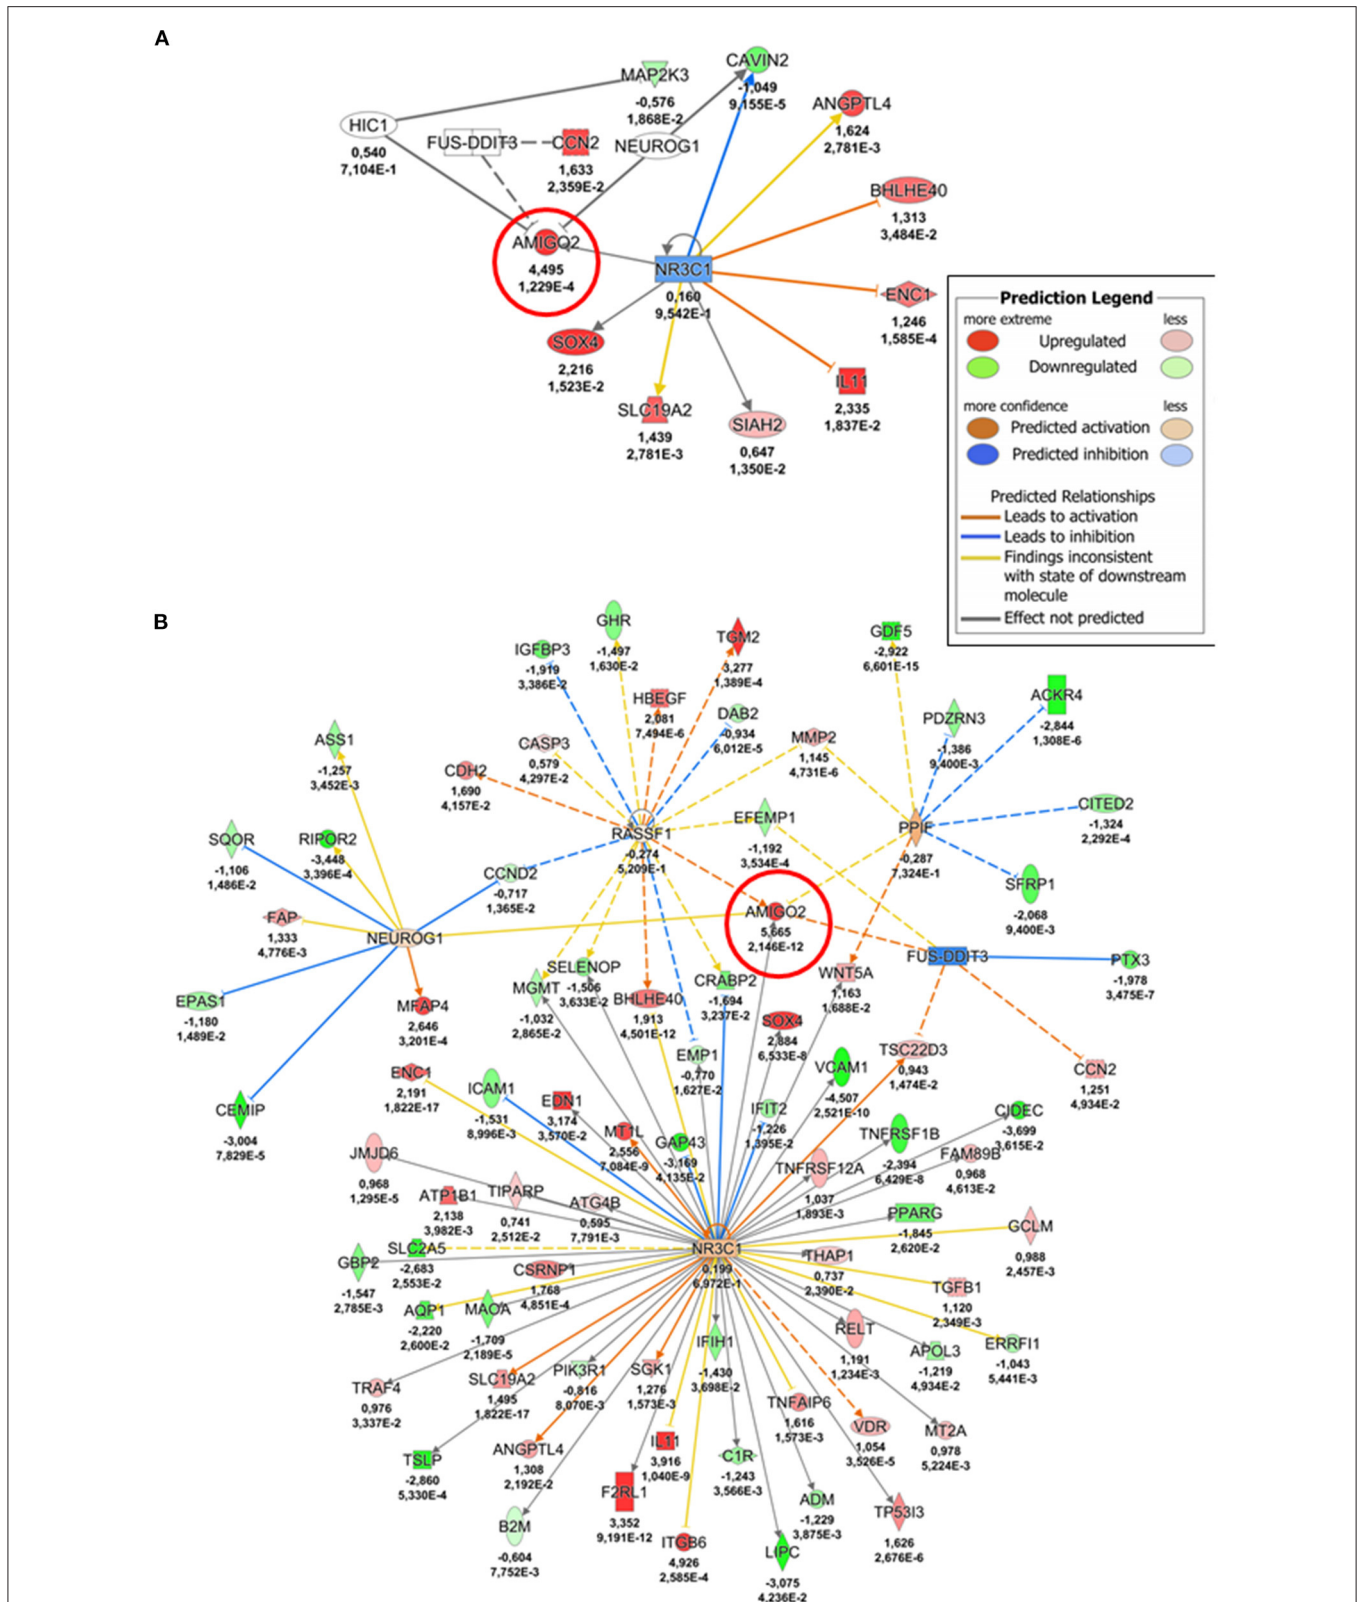 A
CAVIN2
-1,049
9,155E-5
MAP2K3
-0,576
1,868E-2
ANGPTL4
1,624
2,781E-3
HIC1
0,540
7,104E-1
FUS-DDIT3
CCN2
1,633
2,359E-2
NEUROG1
BHLHE40
1,313
3,484E-2
AMIGO2
4,495
1,229E-4
NR3C1
0,160
9,542E-1
ENC1
1,246
1,585E-4
SOX4
2,216
1,523E-2
SLC19A2
1,439
2,781E-3
SIAH2
0,647
1,350E-2
IL11
2,335
1,837E-2
Prediction Legend
more extreme less
Upregulated
Downregulated
more confidence less
Predicted activation
Predicted inhibition
Predicted Relationships
Leads to activation
Leads to inhibition
Findings inconsistent
with state of downstream
molecule
Effect not predicted
B
GHR
-1,497
1,630E-2
IGFBP3
-1,919
3,386E-2
TGM2
3,277
1,389E-4
GDF5
-2,922
6,601E-15
HBEGF
2,081
7,494E-6
DAB2
-0,934
6,012E-5
ACKR4
-2,844
1,308E-6
PDZRN3
-1,386
9,400E-3
ASS1
-1,257
3,452E-3
CASP3
0,579
4,297E-2
MMP2
1,145
4,731E-6
CDH2
1,690
4,157E-2
CITED2
-1,324
2,292E-4
EFEMP1
-1,192
3,534E-4
RASSF1
-0,274
5,209E-1
PPIF
-0,287
7,324E-1
SQOR
-1,106
1,486E-2
RIPOR2
-3,448
3,396E-4
CCND2
-0,717
1,365E-2
SFRP1
-2,068
9,400E-3
FAP
1,333
4,776E-3
NEUROG1
AMIGO2
5,665
2,146E-12
FUS-DDIT3
PTX3
-1,978
3,475E-7
SELENOP
-1,506
3,633E-2
MGMT
-1,032
2,865E-2
BHLHE40
1,913
4,501E-12
CRABP2
-1,694
3,237E-2
WNT5A
1,163
1,688E-2
EPAS1
-1,180
1,489E-2
MFAP4
2,646
3,201E-4
SOX4
2,884
6,533E-8
TSC22D3
0,943
1,474E-2
EMP1
-0,770
1,627E-2
VCAM1
-4,507
2,521E-10
CCN2
1,251
4,934E-2
ENC1
2,191
1,822E-17
ICAM1
-1,531
8,996E-3
CEMIP
-3,004
7,829E-5
EDN1
3,174
3,570E-2
IFIT2
-1,226
1,395E-2
CIDEC
-3,699
3,615E-2
MT1L
2,556
7,084E-9
GAP43
-3,169
4,135E-2
TNFRSF1B
-2,394
6,429E-8
FAM89B
0,968
4,613E-2
JMJD6
0,968
1,295E-5
TNFRSF12A
1,037
1,893E-3
ATP1B1
2,138
3,982E-3
TIPARP
0,741
2,512E-2
ATG4B
0,595
7,791E-3
PPARG
-1,845
2,620E-2
GCLM
0,988
2,457E-3
SLC2A5
-2,683
2,553E-2
NR3C1
0,199
6,972E-1
THAP1
0,737
2,390E-2
GBP2
-1,547
2,785E-3
CSRNP1
1,768
4,851E-4
TGFB1
1,120
2,349E-3
AQP1
-2,220
2,600E-2
MAOA
-1,709
2,189E-5
RELT
1,191
1,234E-3
APOL3
-1,219
4,934E-2
ERRFI1
-1,043
5,441E-3
IFIH1
-1,430
3,698E-2
TRAF4
0,976
3,337E-2
SLC19A2
1,495
1,822E-17
PIK3R1
-0,816
8,070E-3
SGK1
1,276
1,573E-3
TNFAIP6
1,616
1,573E-3
VDR
1,054
3,526E-5
MT2A
0,978
5,224E-3
TSLP
-2,860
5,330E-4
ANGPTL4
1,308
2,192E-2
IL11
3,916
1,040E-9
C1R
-1,243
3,566E-3
F2RL1
3,352
9,191E-12
ADM
-1,229
3,875E-3
TP53I3
1,626
2,676E-6
B2M
-0,604
7,752E-3
ITGB6
4,926
2,585E-4
LIPC
-3,075
4,236E-2